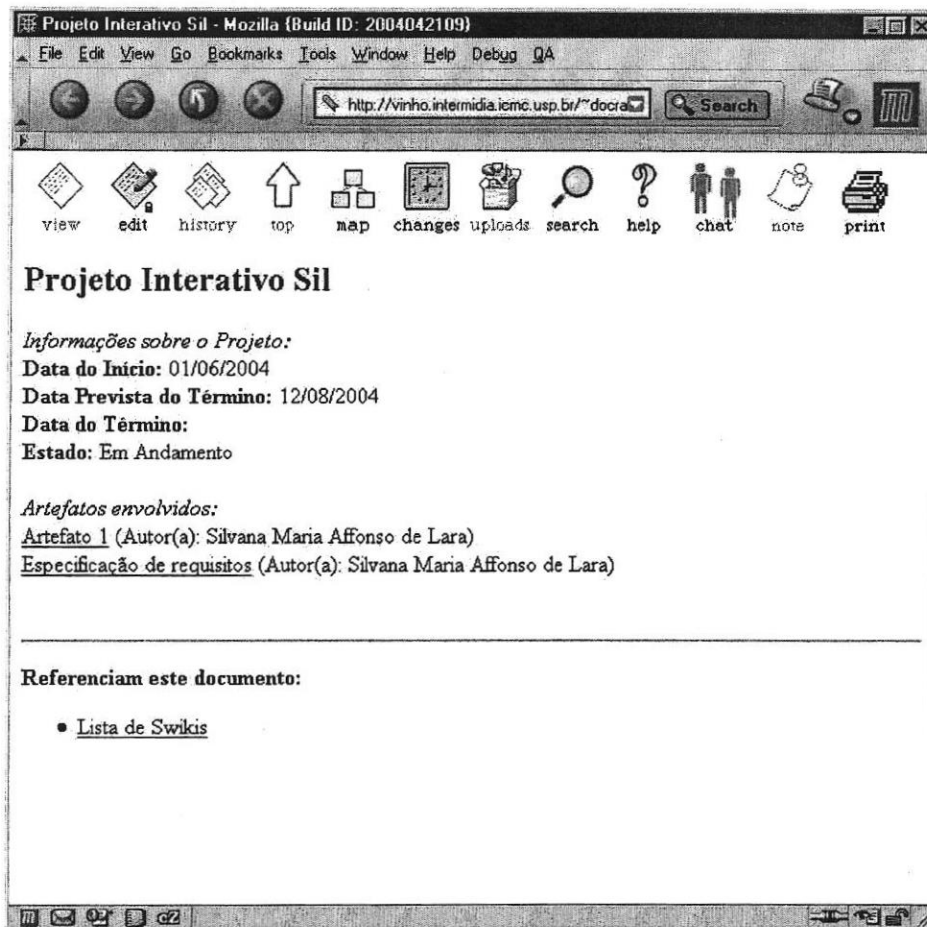 Projeto Interativo Sil - Mozilla {Build ID: 2004042109}
File Edit View Go Bookmarks Tools Window Help Debug QA
http://vinho.intermidia.icmc.usp.br/~docra Search
view edit history top map changes uploads search help chat note print
Projeto Interativo Sil
Informações sobre o Projeto:
Data do Início: 01/06/2004
Data Prevista do Término: 12/08/2004
Data do Término:
Estado: Em Andamento
Artefatos envolvidos:
Artefato 1 (Autor(a): Silvana Maria Affonso de Lara)
Especificação de requisitos (Autor(a): Silvana Maria Affonso de Lara)
Referenciam este documento:
• Lista de Swikis